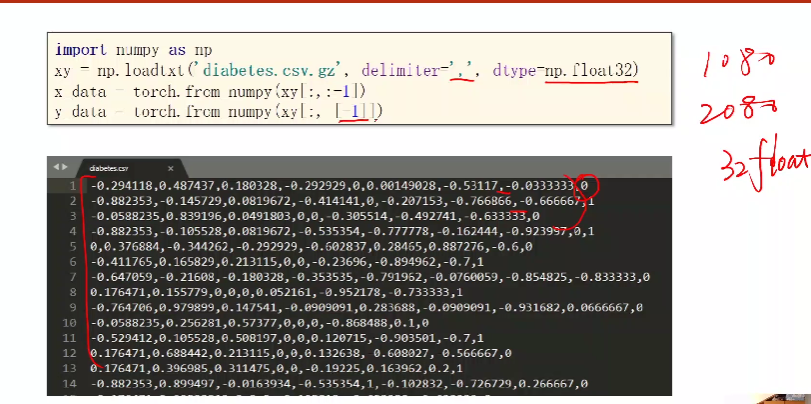 import numpy as np
xy = np.loadtxt('diabetes.csv.gz', delimiter=',', dtype=np.float32)
x data = torch.from numpy(xy[:,:-1])
y data = torch.from numpy(xy[:, [-1]])
1080
2080
32float
diabetes.csv
1 -0.294118,0.487437,0.180328,-0.292929,0,0.00149028,-0.53117,-0.0333333,0
2 -0.882353,-0.145729,0.0819672,-0.414141,0,-0.207153,-0.766866,-0.666667,1
3 -0.0588235,0.839196,0.0491803,0,0,-0.305514,-0.492741,-0.633333,0
4 -0.882353,-0.105528,0.0819672,-0.535354,-0.777778,-0.162444,-0.923997,0,1
5 0,0.376884,-0.344262,-0.292929,-0.602837,0.28465,0.887276,-0.6,0
6 -0.411765,0.165829,0.213115,0,0,-0.23696,-0.894962,-0.7,1
7 -0.647059,-0.21608,-0.180328,-0.353535,-0.791962,-0.0760059,-0.854825,-0.833333,0
8 0.176471,0.155779,0,0,0,0.052161,-0.952178,-0.733333,1
9 -0.764706,0.979899,0.147541,-0.0909091,0.283688,-0.0909091,-0.931682,0.0666667,0
10 -0.0588235,0.256281,0.57377,0,0,0,-0.868488,0.1,0
11 -0.529412,0.105528,0.508197,0,0,0.120715,-0.903501,-0.7,1
12 0.176471,0.688442,0.213115,0,0,0.132638, 0.608027, 0.566667,0
13 0.176471,0.396985,0.311475,0,0,-0.19225,0.163962,0.2,1
14 -0.882353,0.899497,-0.0163934,-0.535354,1,-0.102832,-0.726729,0.266667,0